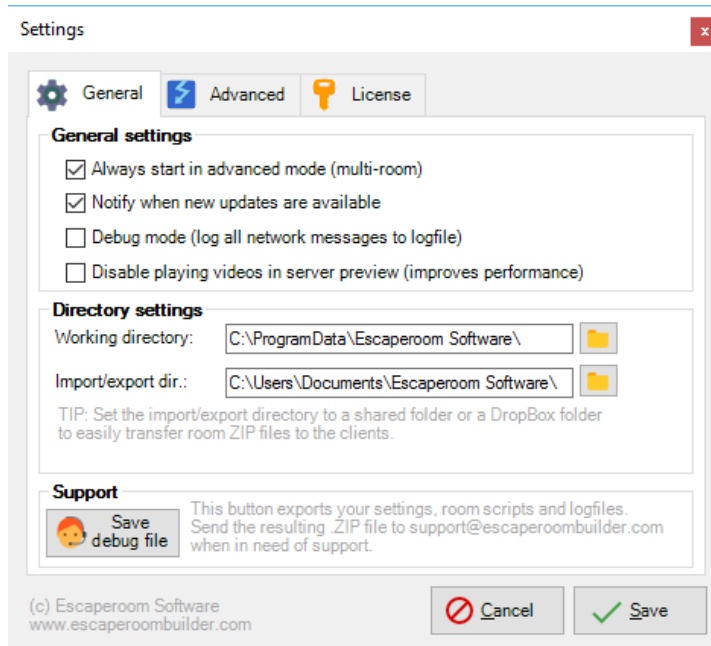 Settings
x
General Advanced License
General settings
Always start in advanced mode (multi-room)
Notify when new updates are available
Debug mode (log all network messages to logfile)
Disable playing videos in server preview (improves performance)
Directory settings
Working directory: C:\ProgramData\Escaperoom Software\
Import/export dir.: C:\Users\Documents\Escaperoom Software\
TIP: Set the import/export directory to a shared folder or a DropBox folder
to easily transfer room ZIP files to the clients.
Support
Save
debug file
This button exports your settings, room scripts and logfiles.
Send the resulting .ZIP file to support@escaperoombuilder.com
when in need of support.
(c) Escaperoom Software
www.escaperoombuilder.com
Cancel Save